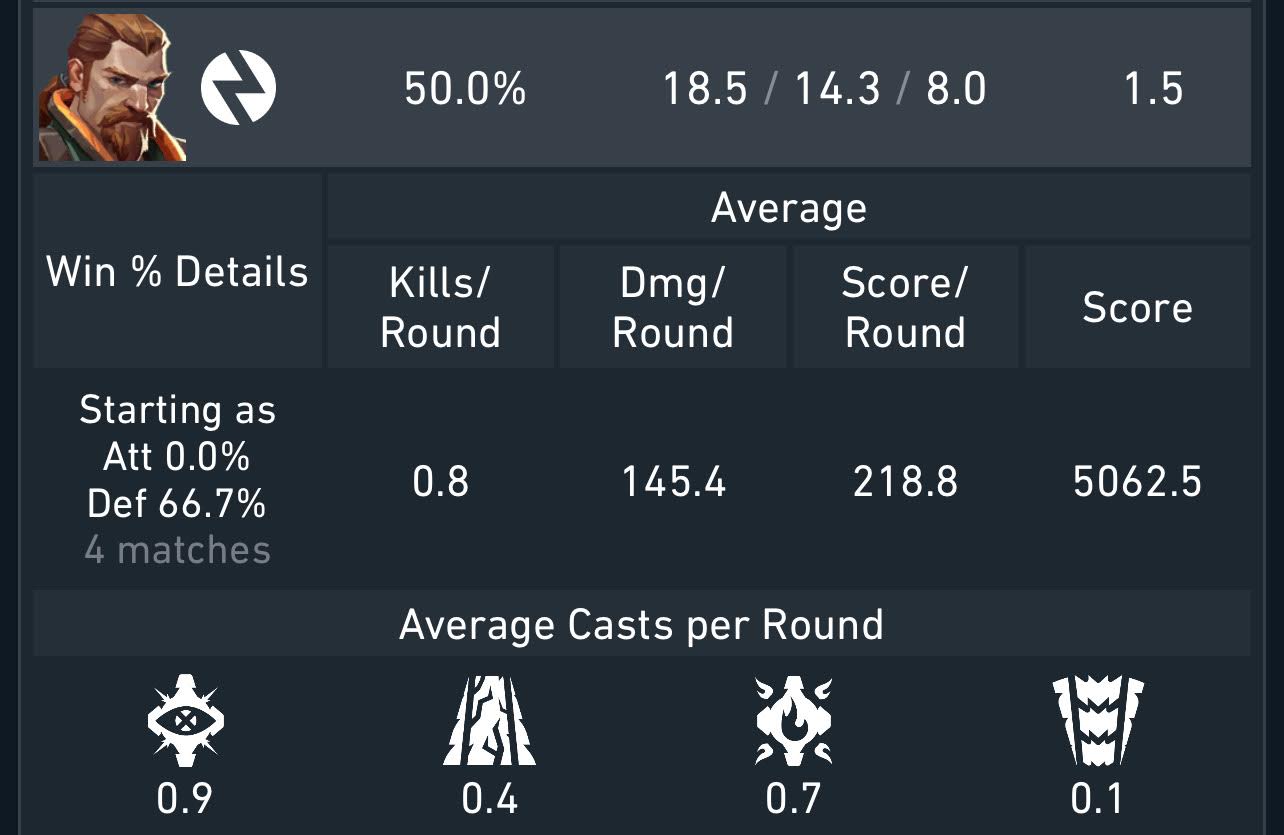 50.0% 18.5 / 14.3 / 8.0 1.5
Average
Win % Details
Kills/ Dmg/ Score/ Score
Round Round Round
Starting as
Att 0.0%
Def 66.7%
4 matches
0.8 145.4 218.8 5062.5
Average Casts per Round
0.9 0.4 0.7 0.1